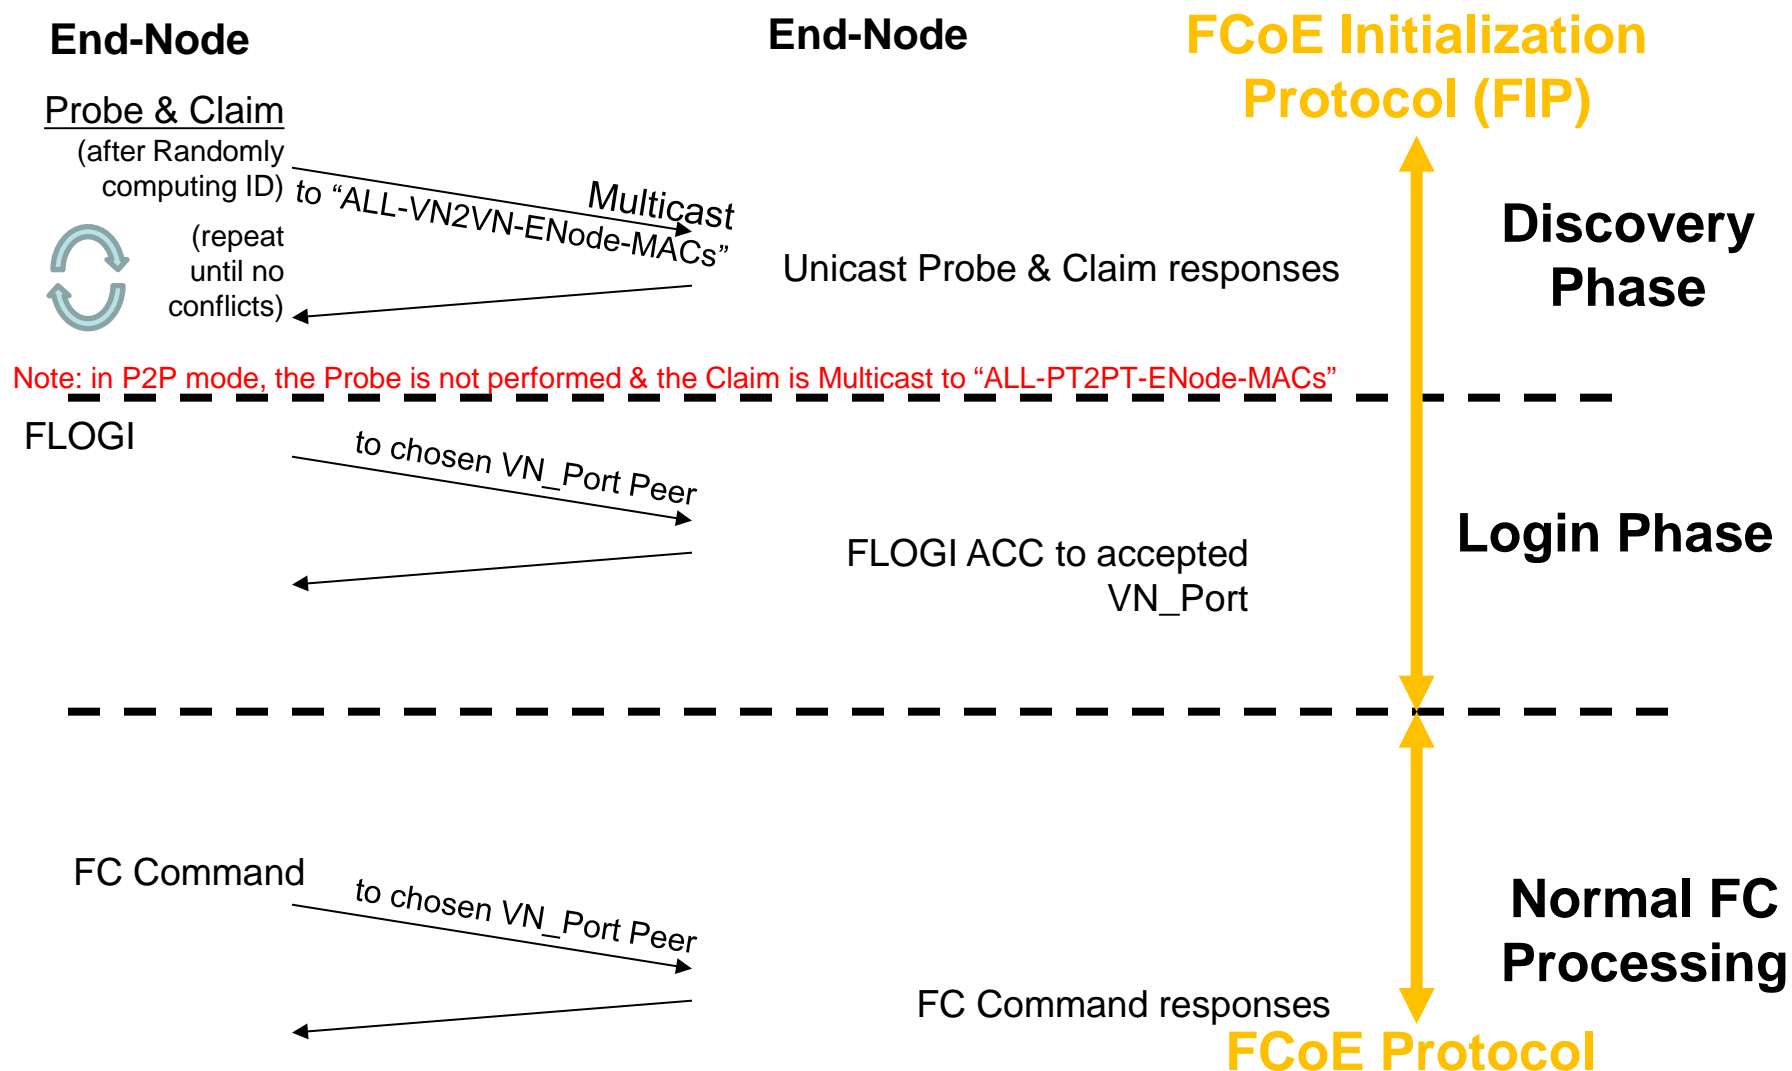 End-Node
End-Node
FCoE Initialization
Protocol (FIP)
Probe & Claim
(after Randomly
computing ID)
Multicast
to “ALL-VN2VN-ENode-MACs”
(repeat
until no
conflicts)
Unicast Probe & Claim responses
Discovery
Phase
Note: in P2P mode, the Probe is not performed & the Claim is Multicast to “ALL-PT2PT-ENode-MACs”
FLOGI
to chosen VN_Port Peer
FLOGI ACC to accepted
VN_Port
Login Phase
FC Command
to chosen VN_Port Peer
FC Command responses
Normal FC
Processing
FCoE Protocol